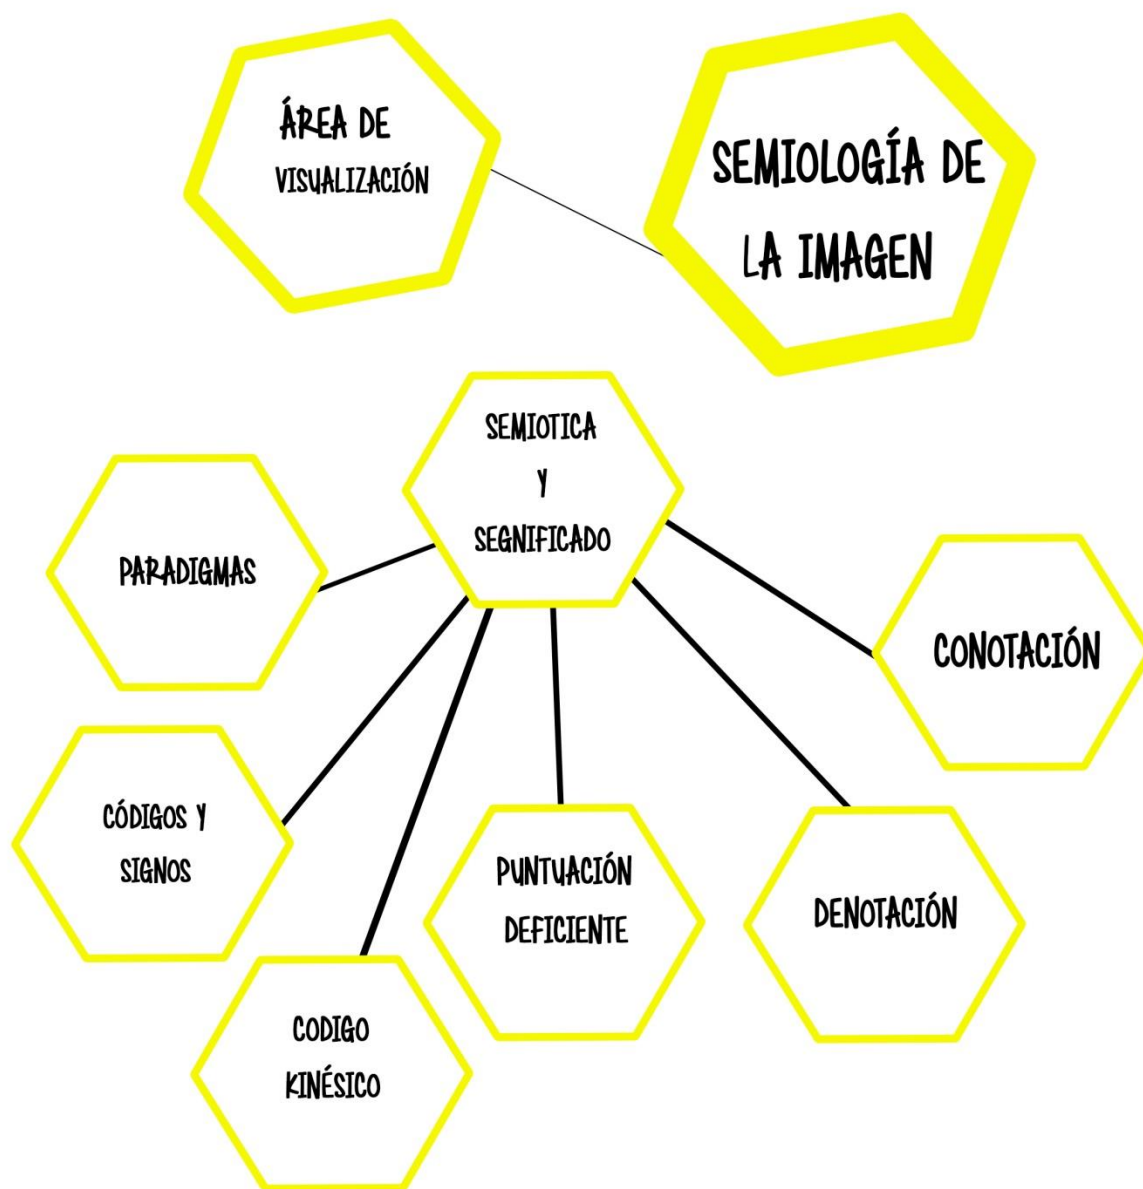 ÁREA DE
VISUALIZACIÓN
SEMIOLOGÍA DE
LA IMAGEN
SEMIOTICA
Y
SEGNIFICADO
PARADIGMAS
CONOTACIÓN
CÓDIGOS Y
SIGNOS
PUNTUACIÓN
DEFICIENTE
DENOTACIÓN
CODIGO
KINÉSICO